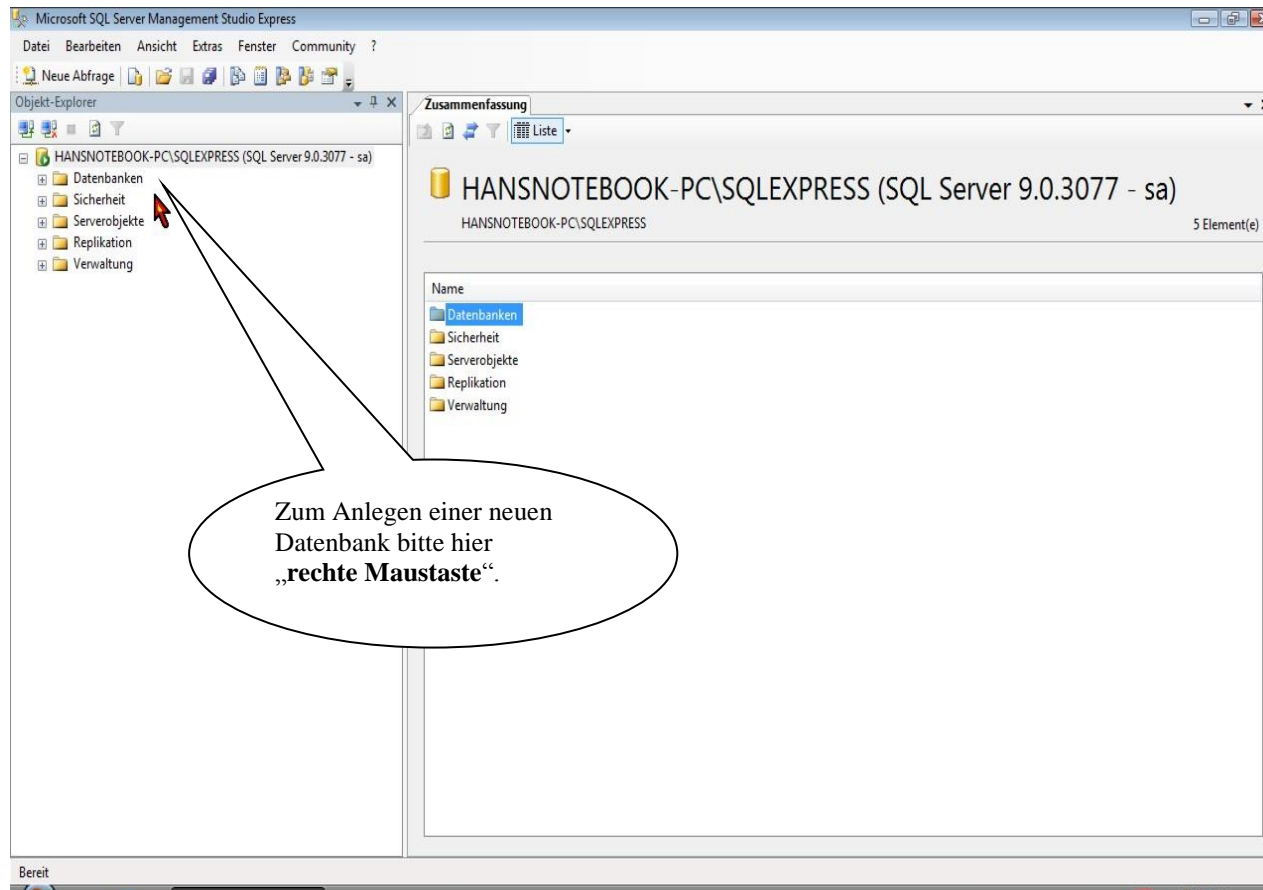 Microsoft SQL Server Management Studio Express
Datei Bearbeiten Ansicht Extras Fenster Community ?
Neue Abfrage
Objekt-Explorer
HANSNOTEBOOK-PC\SQLEXPRESS (SQL Server 9.0.3077 - sa)
Datenbanken
Sicherheit
Serverobjekte
Replikation
Verwaltung
Zusammenfassung
Liste
HANSNOTEBOOK-PC\SQLEXPRESS (SQL Server 9.0.3077 - sa)
HANSNOTEBOOK-PC\SQLEXPRESS
5 Element(e)
Name
Datenbanken
Sicherheit
Serverobjekte
Replikation
Verwaltung
Zum Anlegen einer neuen
Datenbank bitte hier
„rechte Maustaste“.
Bereit